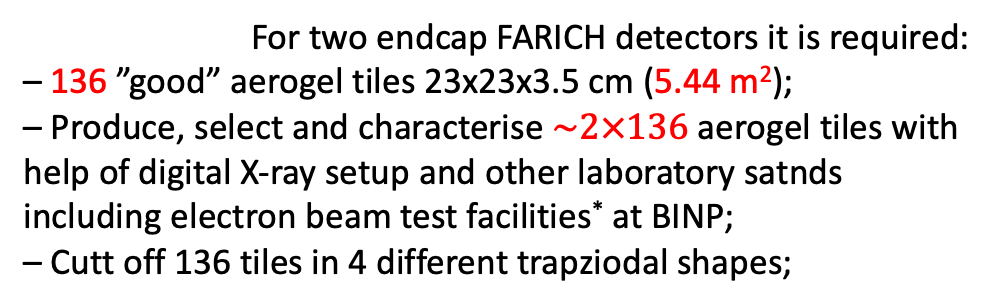 For two endcap FARICH detectors it is required:
– 136 ”good” aerogel tiles 23x23x3.5 cm (5.44 m²);
– Produce, select and characterise ~2×136 aerogel tiles with
help of digital X-ray setup and other laboratory satnds
including electron beam test facilities* at BINP;
– Cutt off 136 tiles in 4 different trapziodal shapes;